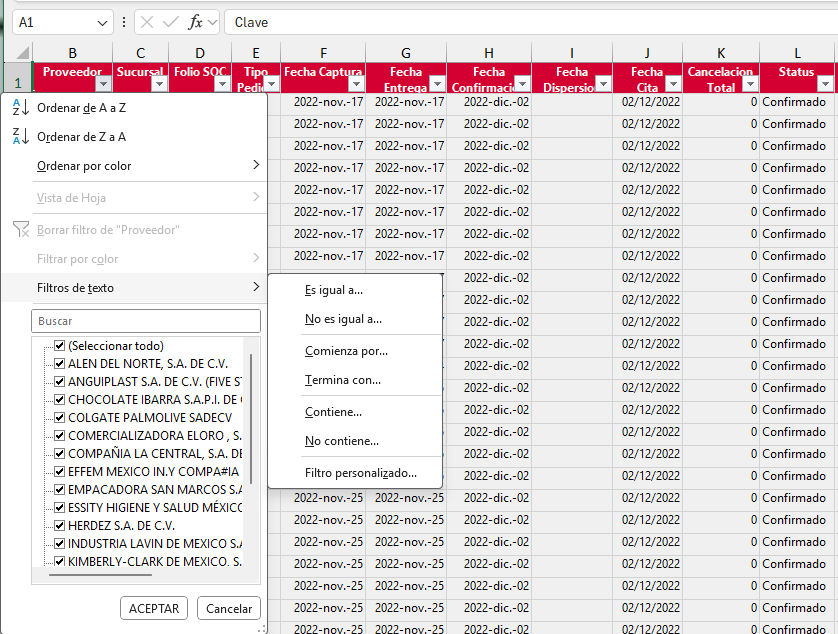 A1
fx
Clave
B C D E F G H I J K L
1
Proveedor
Sucursal
Folio SOC
Tipo
Pedi
Fecha Captura
Fecha
Entrega
Fecha
Confirmaci
Fecha
Dispersio
Fecha
Cita
Cancelacion
Total
Status
Ordenar de A a Z
Ordenar de Z a A
Ordenar por color
Vista de Hoja
Borrar filtro de "Proveedor"
Filtrar por color
Filtros de texto
Buscar
(Seleccionar todo)
ALEN DEL NORTE, S.A. DE C.V.
ANGUIPLAST S.A. DE C.V. (FIVE S
CHOCOLATE IBARRA S.A.P.I. DE
COLGATE PALMOLIVE SADECV
COMERCIALIZADORA ELORO , S.
COMPAÑIA LA CENTRAL, S.A. DE
EFFEM MEXICO IN.Y COMPA#IA
EMPACADORA SAN MARCOS S.A
ESSITY HIGIENE Y SALUD MÉXICO
HERDEZ S.A. DE C.V.
INDUSTRIA LAVIN DE MEXICO S.A
KIMBERLY-CLARK DE MEXICO, S.
ACEPTAR
Cancelar
Es igual a...
No es igual a...
Comienza por...
Termina con...
Contiene...
No contiene...
Filtro personalizado...
2022-nov.-17 2022-nov.-17 2022-dic.-02 02/12/2022 0 Confirmado
2022-nov.-17 2022-nov.-17 2022-dic.-02 02/12/2022 0 Confirmado
2022-nov.-17 2022-nov.-17 2022-dic.-02 02/12/2022 0 Confirmado
2022-nov.-17 2022-nov.-17 2022-dic.-02 02/12/2022 0 Confirmado
2022-nov.-17 2022-nov.-17 2022-dic.-02 02/12/2022 0 Confirmado
2022-nov.-17 2022-nov.-17 2022-dic.-02 02/12/2022 0 Confirmado
2022-nov.-17 2022-nov.-17 2022-dic.-02 02/12/2022 0 Confirmado
2022-nov.-17 2022-nov.-17 2022-dic.-02 02/12/2022 0 Confirmado
2022-dic.-02 02/12/2022 0 Confirmado
2022-dic.-02 02/12/2022 0 Confirmado
2022-dic.-02 02/12/2022 0 Confirmado
2022-dic.-02 02/12/2022 0 Confirmado
2022-dic.-02 02/12/2022 0 Confirmado
2022-dic.-02 02/12/2022 0 Confirmado
2022-dic.-02 02/12/2022 0 Confirmado
2022-dic.-02 02/12/2022 0 Confirmado
2022-dic.-02 02/12/2022 0 Confirmado
2022-dic.-02 02/12/2022 0 Confirmado
2022-nov.-25 2022-nov.-25 2022-dic.-02 02/12/2022 0 Confirmado
2022-nov.-25 2022-nov.-25 2022-dic.-02 02/12/2022 0 Confirmado
2022-nov.-25 2022-nov.-25 2022-dic.-02 02/12/2022 0 Confirmado
2022-nov.-25 2022-nov.-25 2022-dic.-02 02/12/2022 0 Confirmado
2022-nov.-25 2022-nov.-25 2022-dic.-02 02/12/2022 0 Confirmado
2022-nov.-25 2022-nov.-25 2022-dic.-02 02/12/2022 0 Confirmado
2022-nov.-25 2022-nov.-25 2022-dic.-02 02/12/2022 0 Confirmado